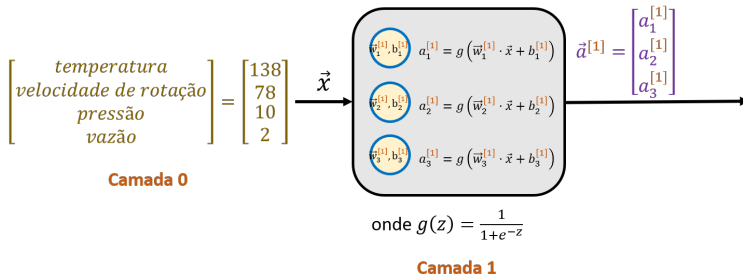 temperatura
velocidade de rotação
pressão
vazão
=
138
78
10
2
Camada 0
x⃗
w⃗₁^[1], b₁^[1] a₁^[1] = g(w⃗₁^[1] · x⃗ + b₁^[1])
w⃗₂^[1], b₂^[1] a₂^[1] = g(w⃗₂^[1] · x⃗ + b₂^[1])
w⃗₃^[1], b₃^[1] a₃^[1] = g(w⃗₃^[1] · x⃗ + b₃^[1])
a⃗^[1] =
a₁^[1]
a₂^[1]
a₃^[1]
onde g(z) = 1/(1+e^−z)
Camada 1